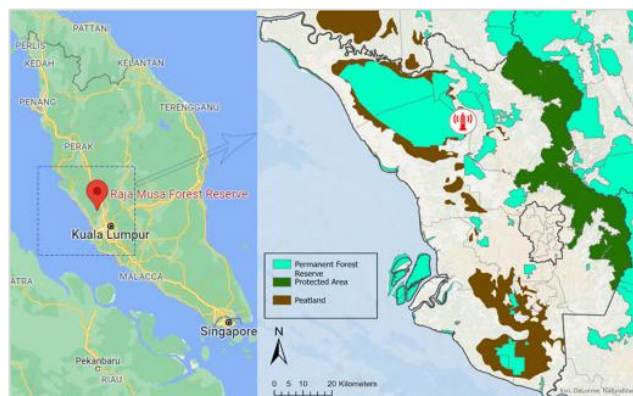 PATTANI
PERLIS
KEDAH
KELANTAN
PENANG
TERENGGANU
PERAK
Raja Musa Forest Reserve
Kuala Lumpur
MALACCA
Singapore
Pekanbaru
RIAU
Permanent Forest
Reserve
Protected Area
Peatland
N
0 5 10 20 Kilometers